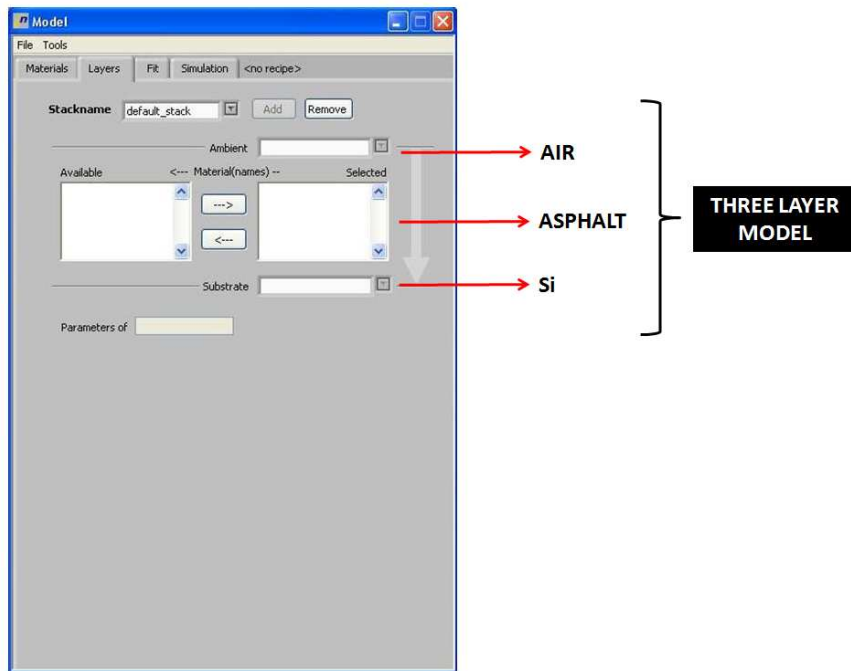 Model
File Tools
Materials Layers Fit Simulation <no recipe>
Stackname default_stack Add Remove
Ambient
AIR
Available <--- Material(names) -- Selected
--->
<---
ASPHALT
THREE LAYER
MODEL
Substrate
Si
Parameters of